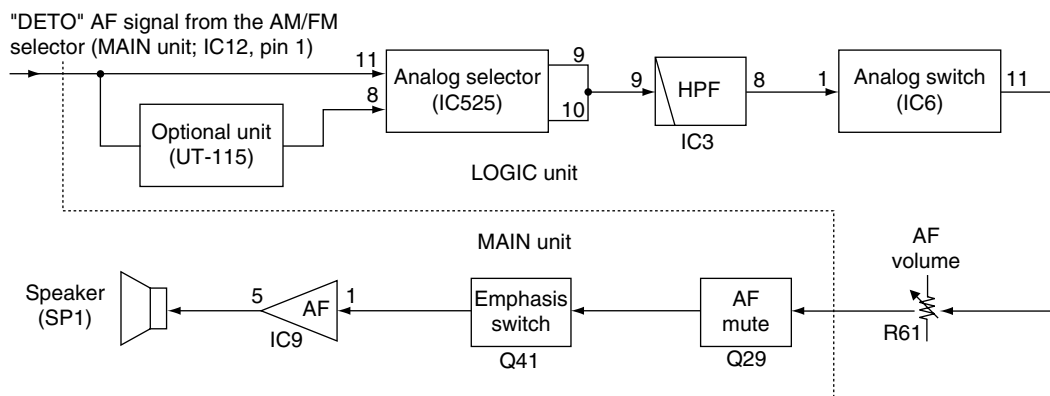 "DETO" AF signal from the AM/FM
selector (MAIN unit; IC12, pin 1)
11
8
Analog selector
(IC525)
9
10
9
HPF
IC3
8
1
Analog switch
(IC6)
11
Optional unit
(UT-115)
LOGIC unit
MAIN unit
Speaker
(SP1)
5
AF
IC9
1
Emphasis
switch
Q41
AF
mute
Q29
AF
volume
R61